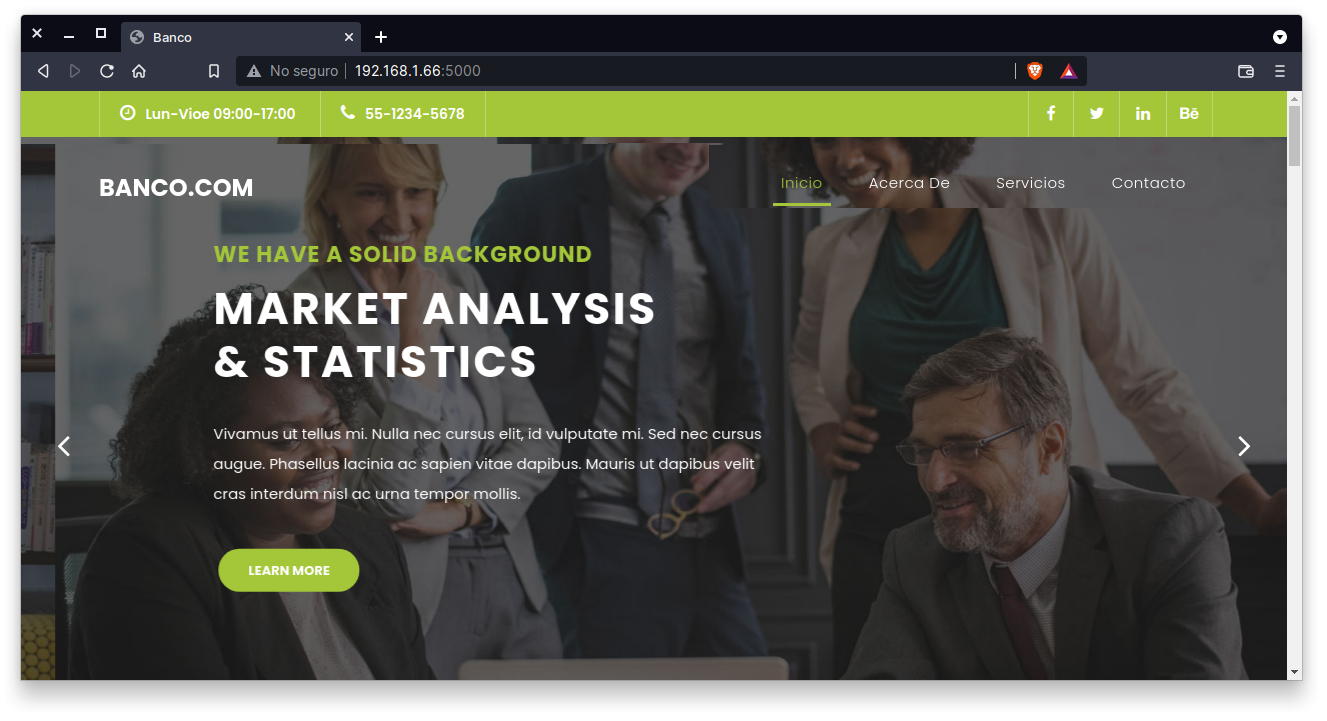 Banco
No seguro
192.168.1.66:5000
Lun-Vioe 09:00-17:00
55-1234-5678
Bē
BANCO.COM
Inicio
Acerca De
Servicios
Contacto
WE HAVE A SOLID BACKGROUND
MARKET ANALYSIS
& STATISTICS
Vivamus ut tellus mi. Nulla nec cursus elit, id vulputate mi. Sed nec cursus
augue. Phasellus lacinia ac sapien vitae dapibus. Mauris ut dapibus velit
cras interdum nisl ac urna tempor mollis.
LEARN MORE